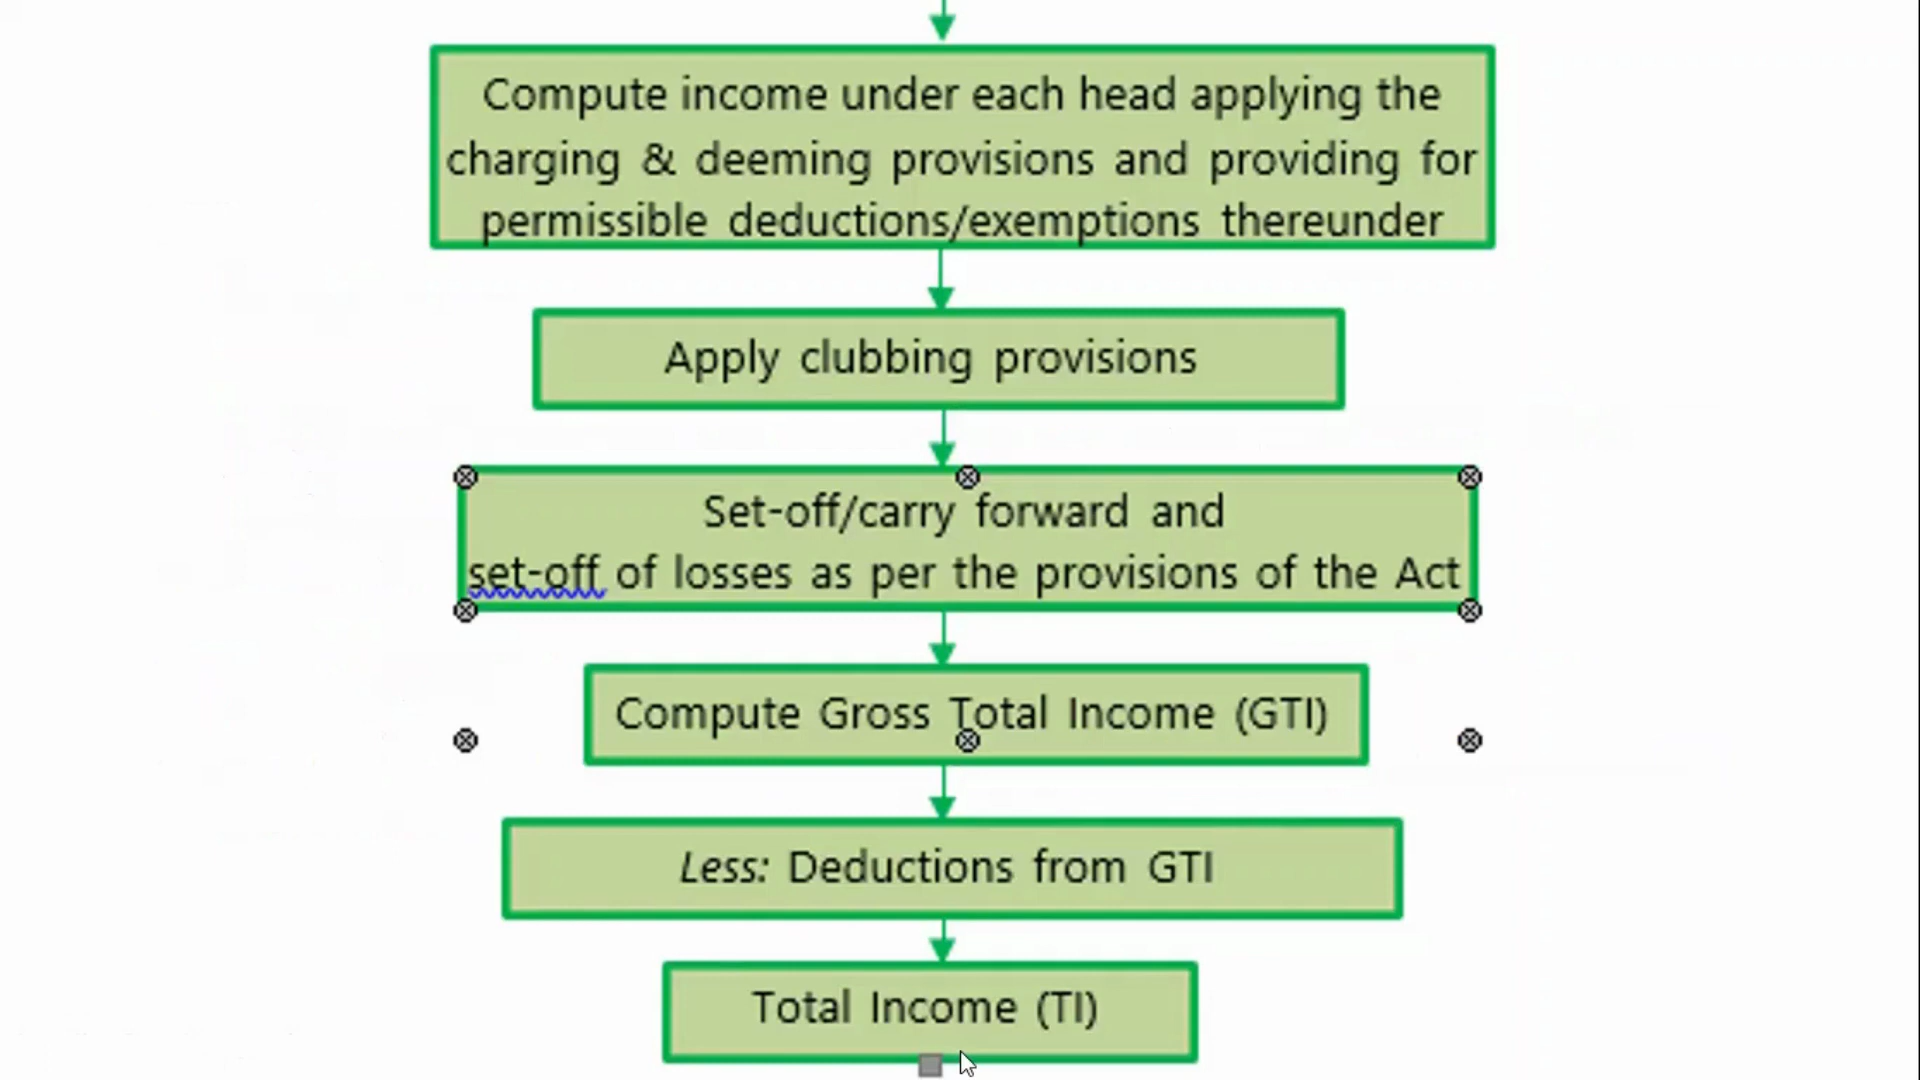 Compute income under each head applying the
charging & deeming provisions and providing for
permissible deductions/exemptions thereunder
Apply clubbing provisions
Set-off/carry forward and
set-off of losses as per the provisions of the Act
Compute Gross Total Income (GTI)
Less: Deductions from GTI
Total Income (TI)